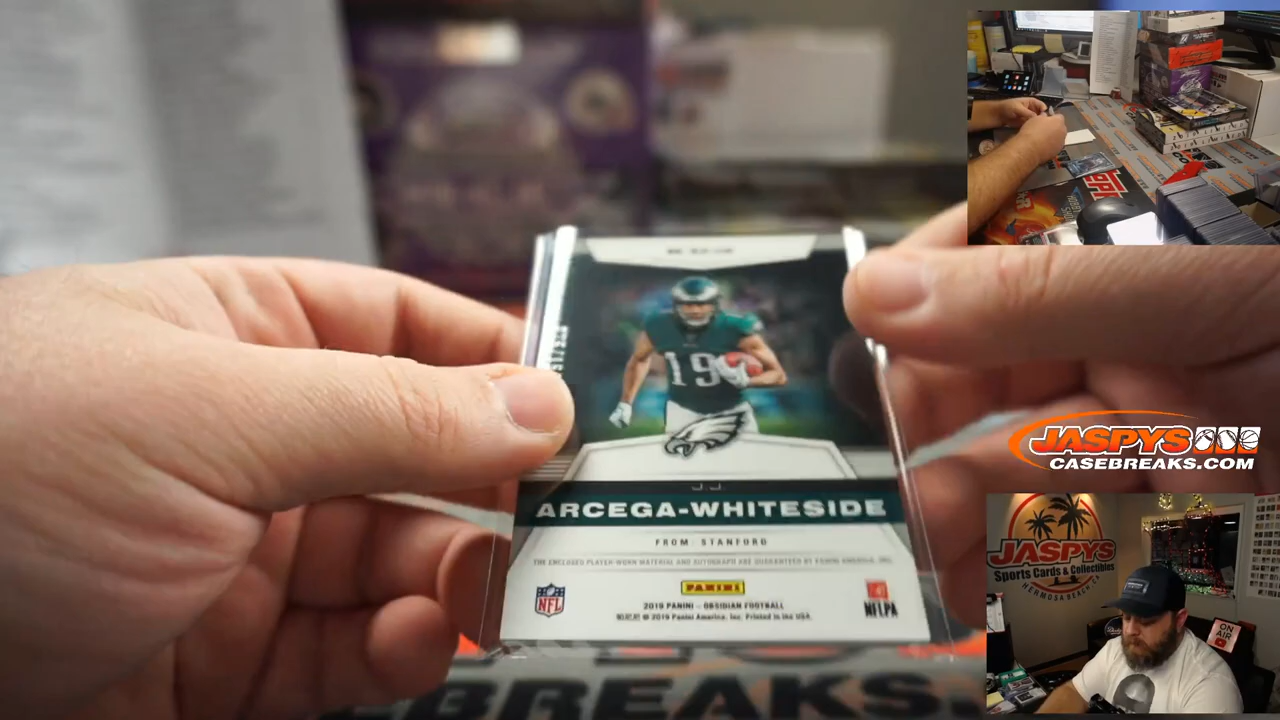 19
J.J.
ARCEGA-WHITESIDE
FROM: STANFORD
THE ENCLOSED PLAYER-WORN MATERIAL AND AUTOGRAPH ARE GUARANTEED BY PANINI AMERICA, INC.
NFL
PANINI
2019 PANINI – OBSIDIAN FOOTBALL
© 2019 Panini America, Inc. Printed in the USA.
NFLPA
BREAKS.
TOPPS
JASPYS
CASEBREAKS.COM
JASPYS
Sports Cards & Collectibles
HERMOSA BEACH, CA
ON
AIR